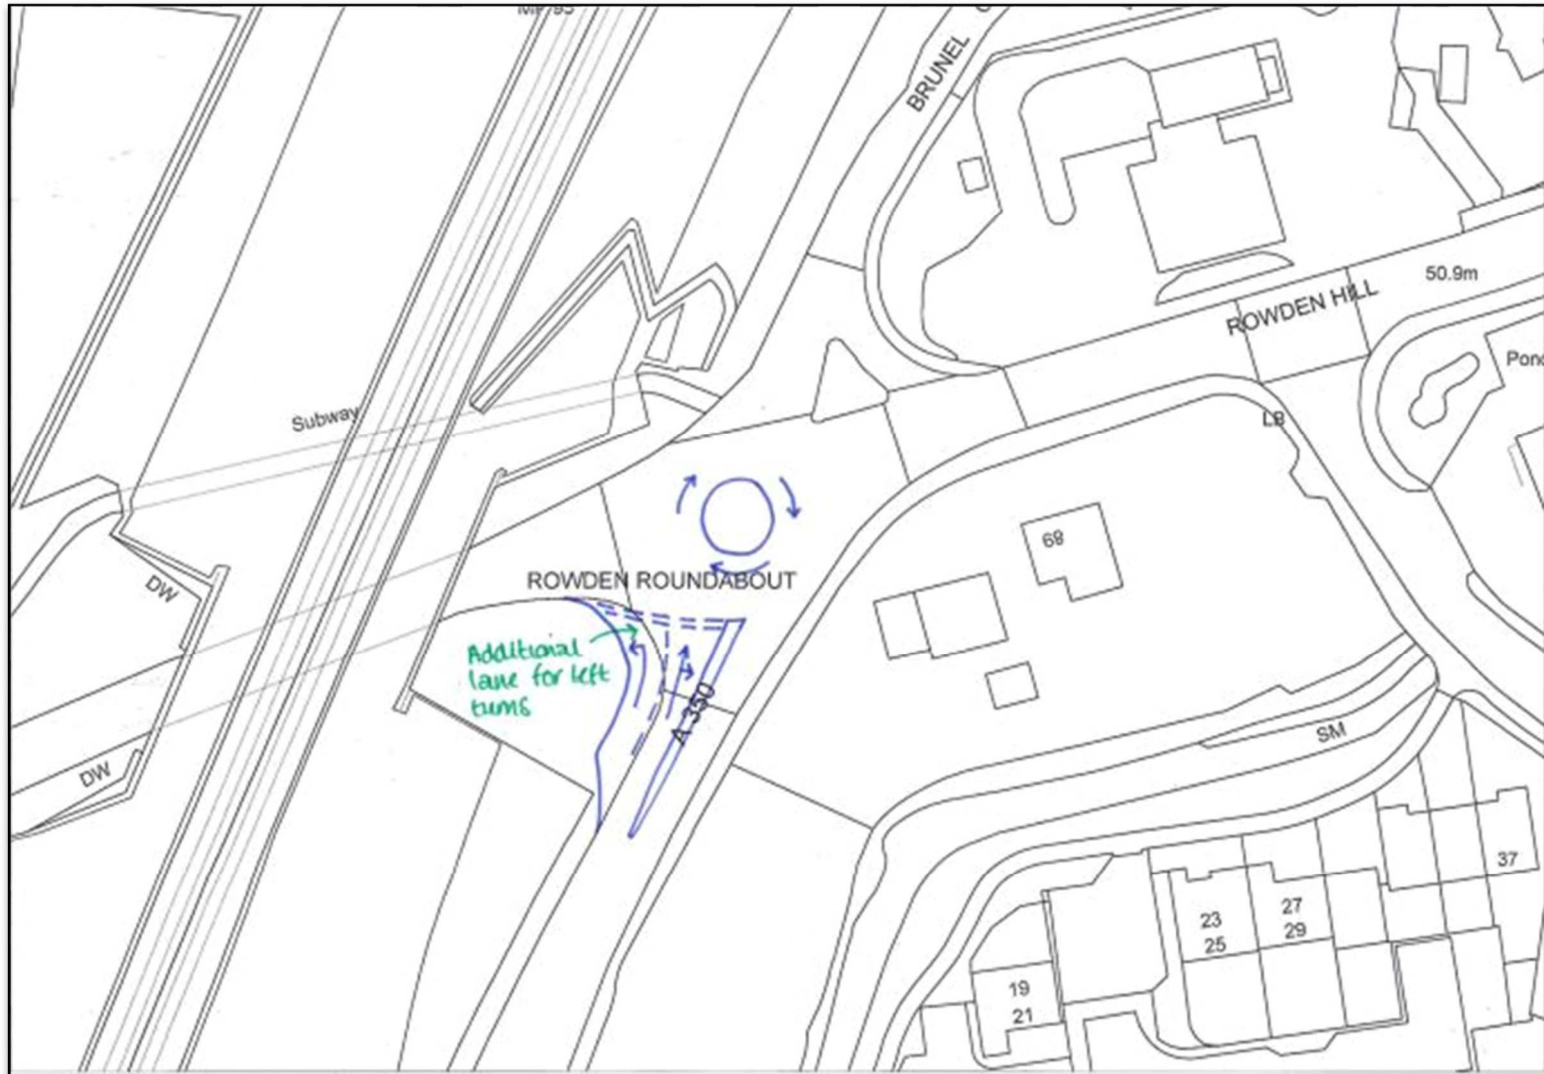 BRUNEL
50.9m
ROWDEN HILL
Subway
LB
68
ROWDEN ROUNDABOUT
DW
Additional
lane for left
turns
A 350
SM
DW
37
23
25
27
29
19
21